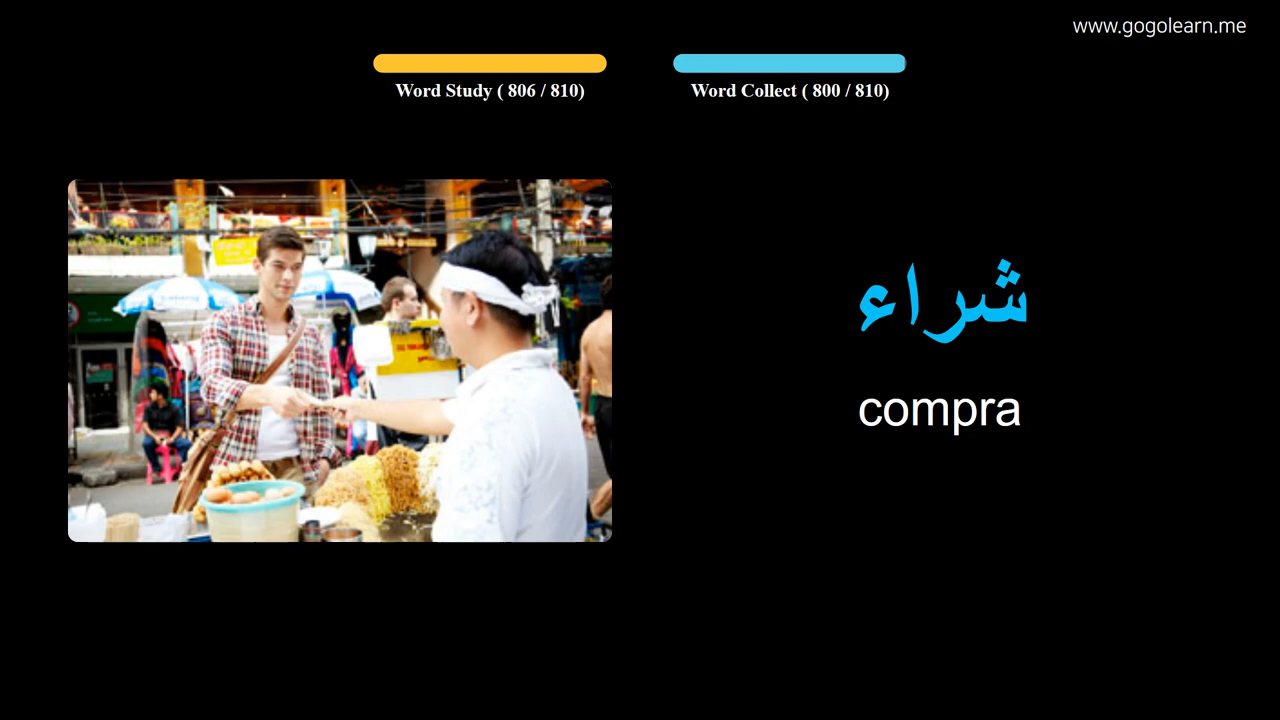 www.gogolearn.me
Word Study ( 806 / 810)
Word Collect ( 800 / 810)
شراء
compra